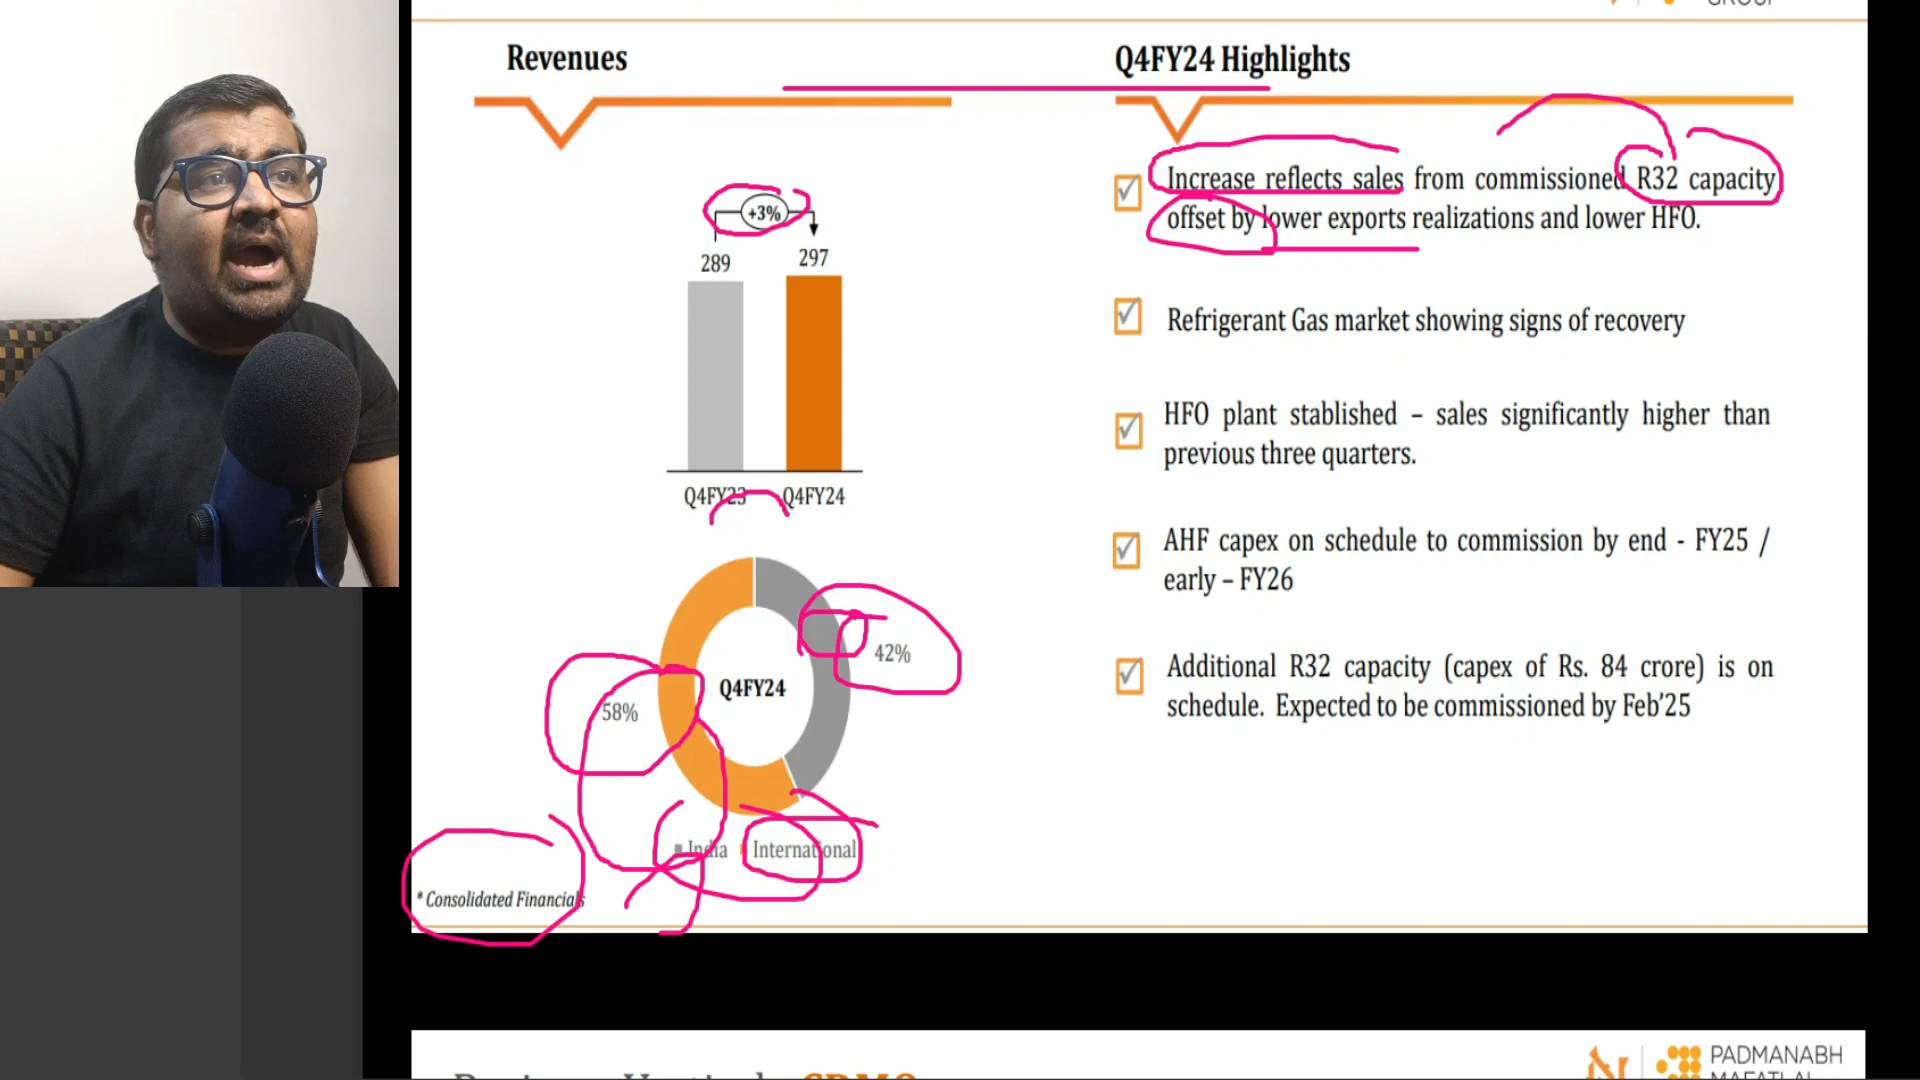 Revenues
+3%
289
297
Q4FY23
Q4FY24
58%
Q4FY24
42%
India
International
* Consolidated Financials
Q4FY24 Highlights
Increase reflects sales from commissioned R32 capacity
offset by lower exports realizations and lower HFO.
Refrigerant Gas market showing signs of recovery
HFO plant stablished – sales significantly higher than
previous three quarters.
AHF capex on schedule to commission by end - FY25 /
early – FY26
Additional R32 capacity (capex of Rs. 84 crore) is on
schedule. Expected to be commissioned by Feb’25
PADMANABH